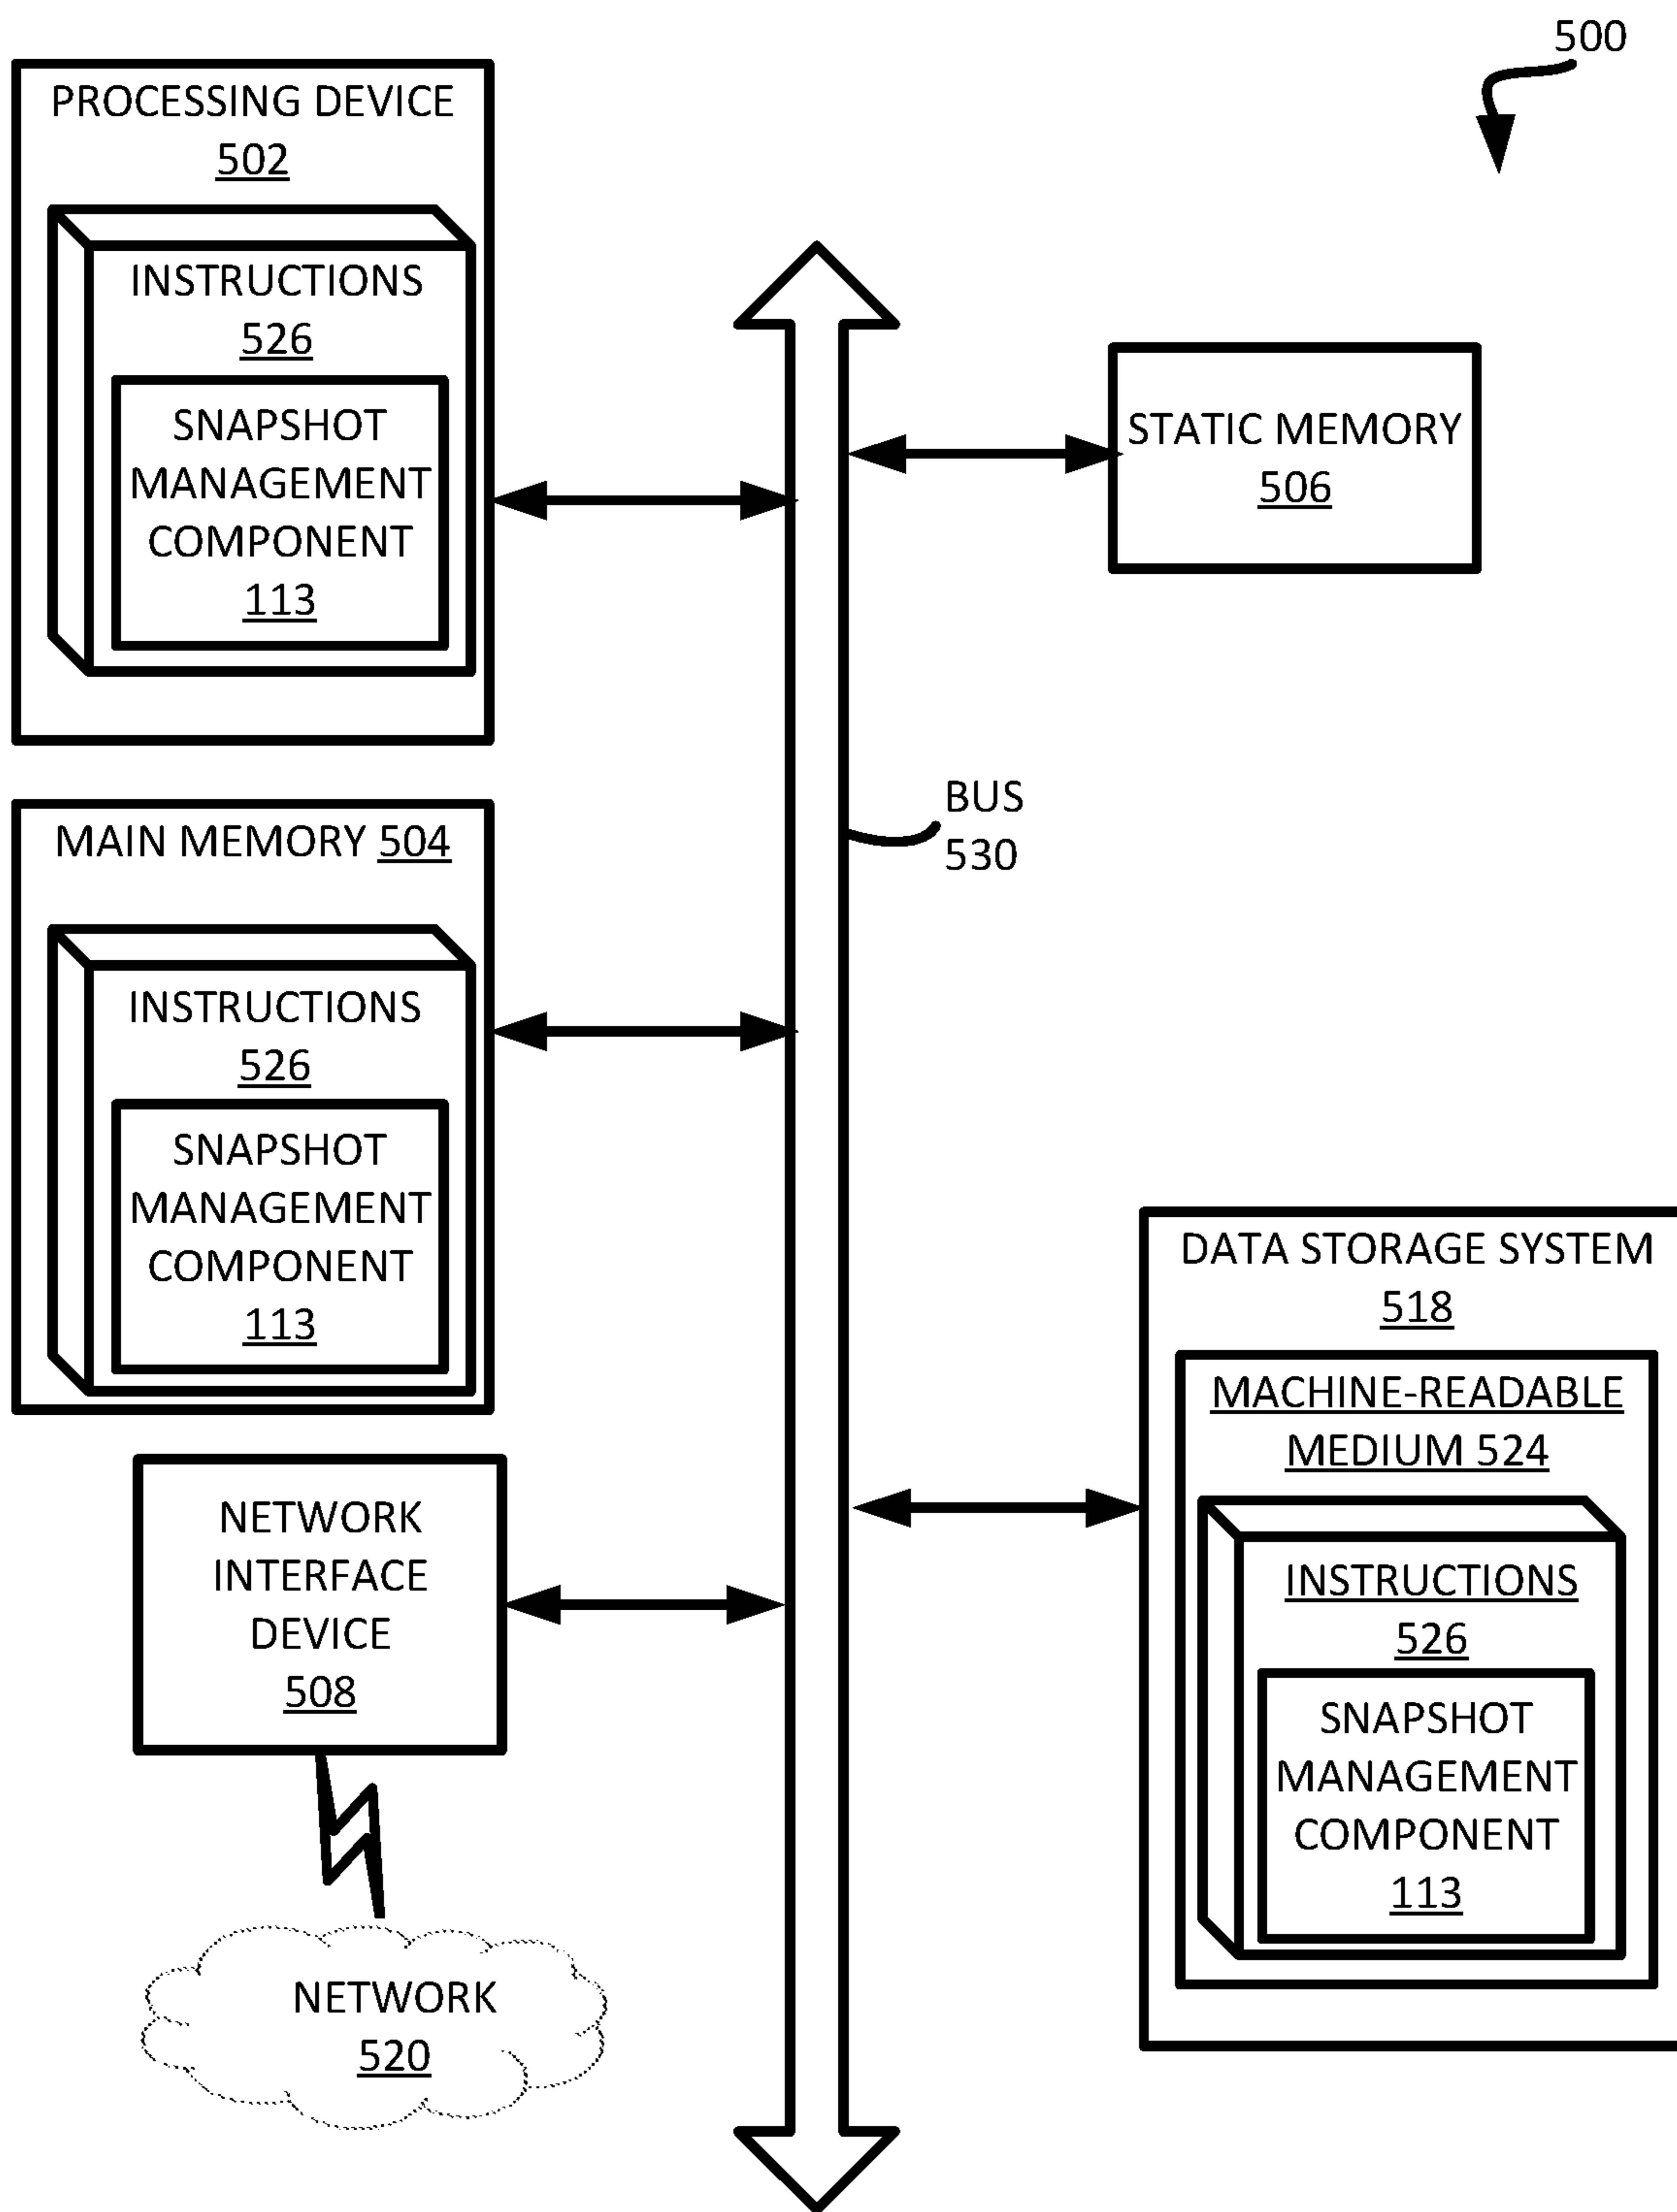 500
PROCESSING DEVICE
502
INSTRUCTIONS
526
SNAPSHOT
MANAGEMENT
COMPONENT
113
STATIC MEMORY
506
BUS
530
MAIN MEMORY 504
INSTRUCTIONS
526
SNAPSHOT
MANAGEMENT
COMPONENT
113
DATA STORAGE SYSTEM
518
MACHINE-READABLE
MEDIUM 524
INSTRUCTIONS
526
SNAPSHOT
MANAGEMENT
COMPONENT
113
NETWORK
INTERFACE
DEVICE
508
NETWORK
520